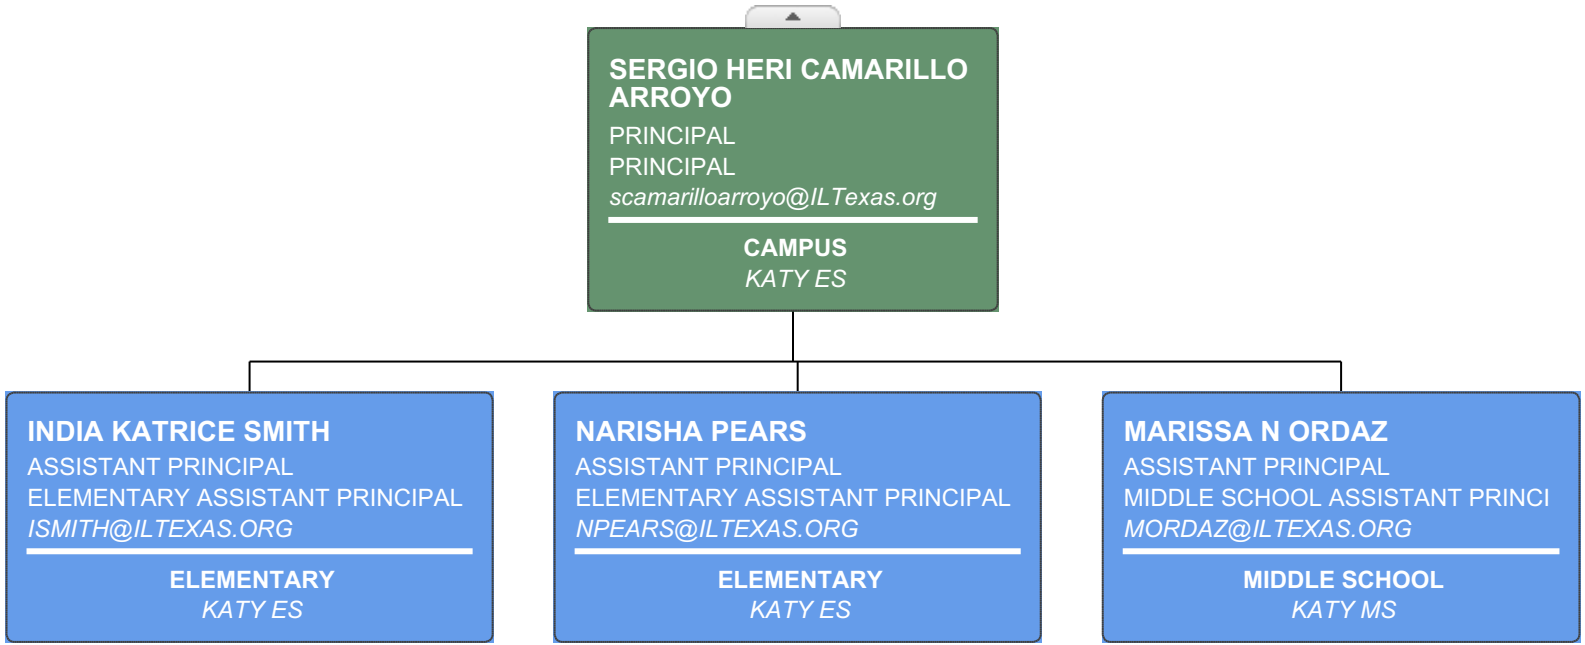 SERGIO HERI CAMARILLO
ARROYO
PRINCIPAL
PRINCIPAL
scamarilloarroyo@ILTexas.org
CAMPUS
KATY ES
INDIA KATRICE SMITH
ASSISTANT PRINCIPAL
ELEMENTARY ASSISTANT PRINCIPAL
ISMITH@ILTEXAS.ORG
ELEMENTARY
KATY ES
NARISHA PEARS
ASSISTANT PRINCIPAL
ELEMENTARY ASSISTANT PRINCIPAL
NPEARS@ILTEXAS.ORG
ELEMENTARY
KATY ES
MARISSA N ORDAZ
ASSISTANT PRINCIPAL
MIDDLE SCHOOL ASSISTANT PRINCI
MORDAZ@ILTEXAS.ORG
MIDDLE SCHOOL
KATY MS